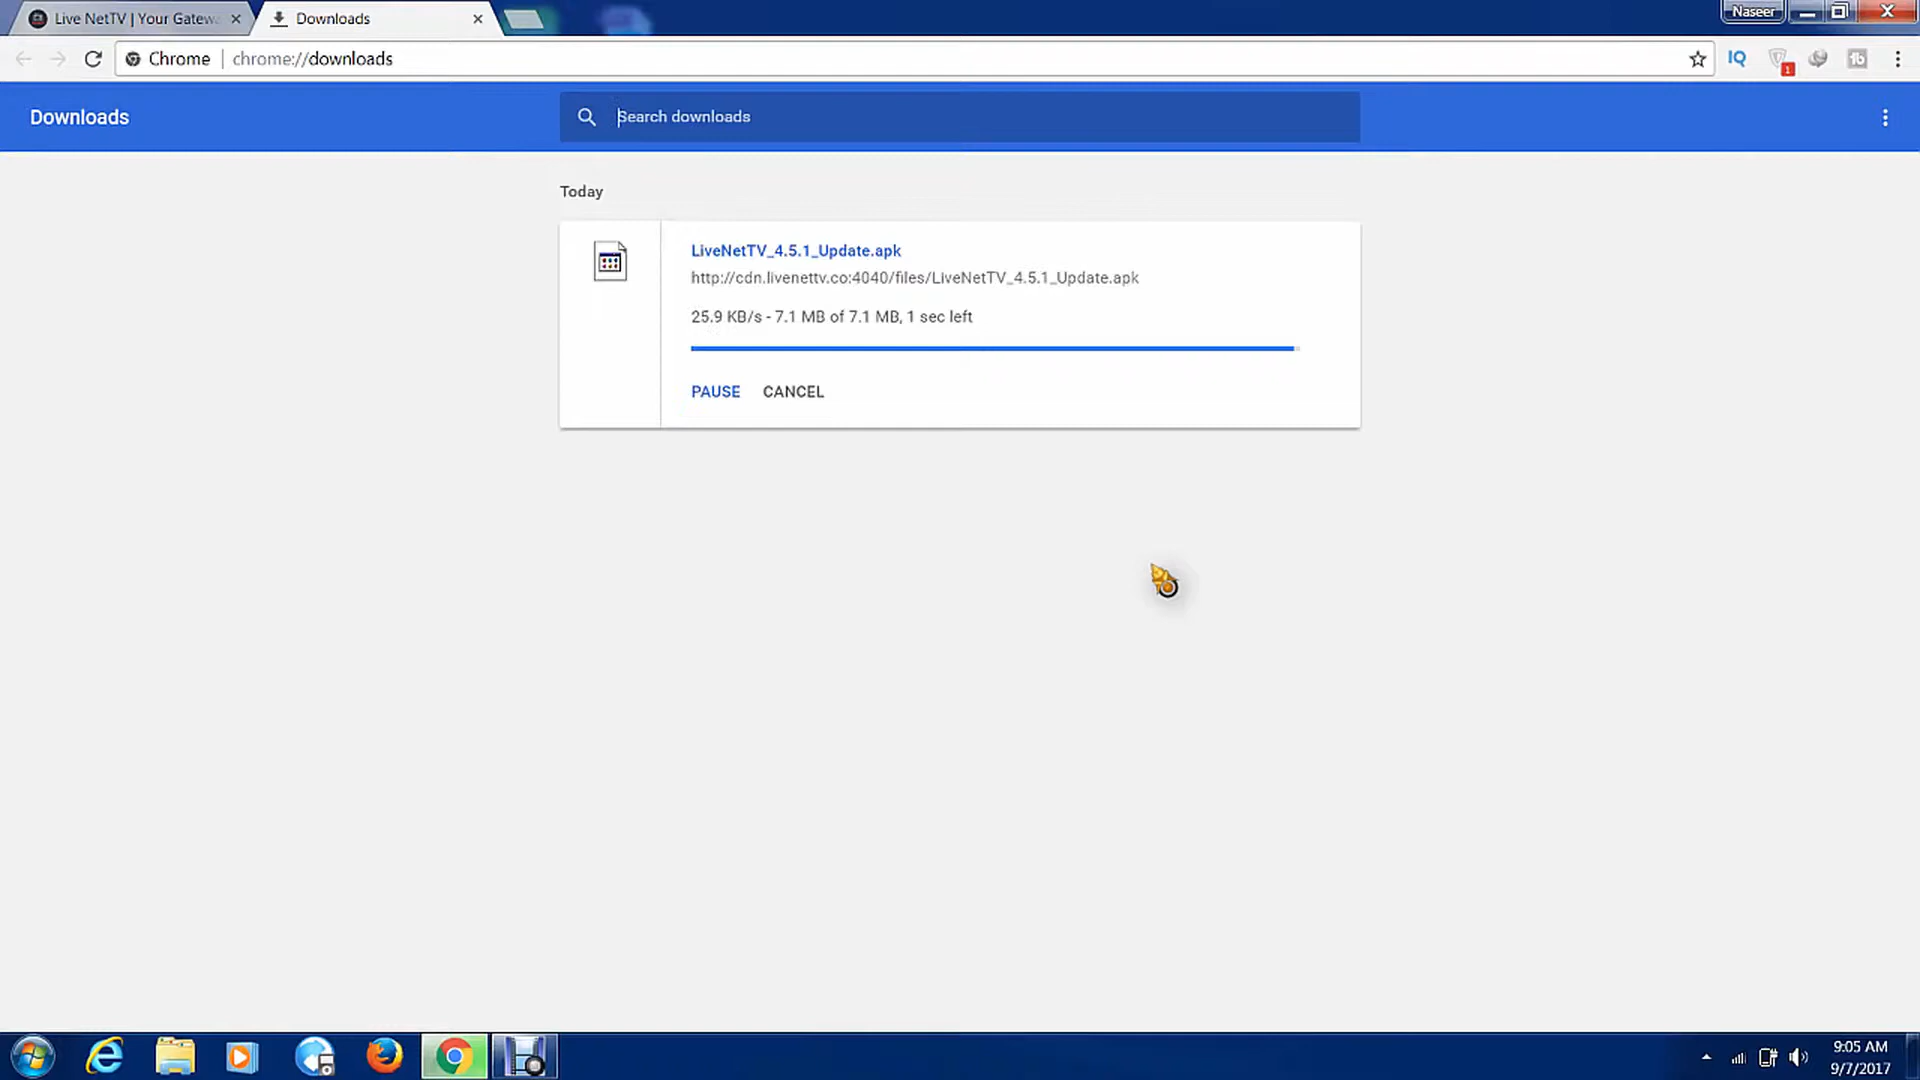 Live NetTV | Your Gatew
Downloads
Naseer
Chrome
chrome://downloads
IQ
1
Downloads
Search downloads
Today
LiveNetTV_4.5.1_Update.apk
http://cdn.livenettv.co:4040/files/LiveNetTV_4.5.1_Update.apk
25.9 KB/s - 7.1 MB of 7.1 MB, 1 sec left
PAUSE CANCEL
9:05 AM
9/7/2017